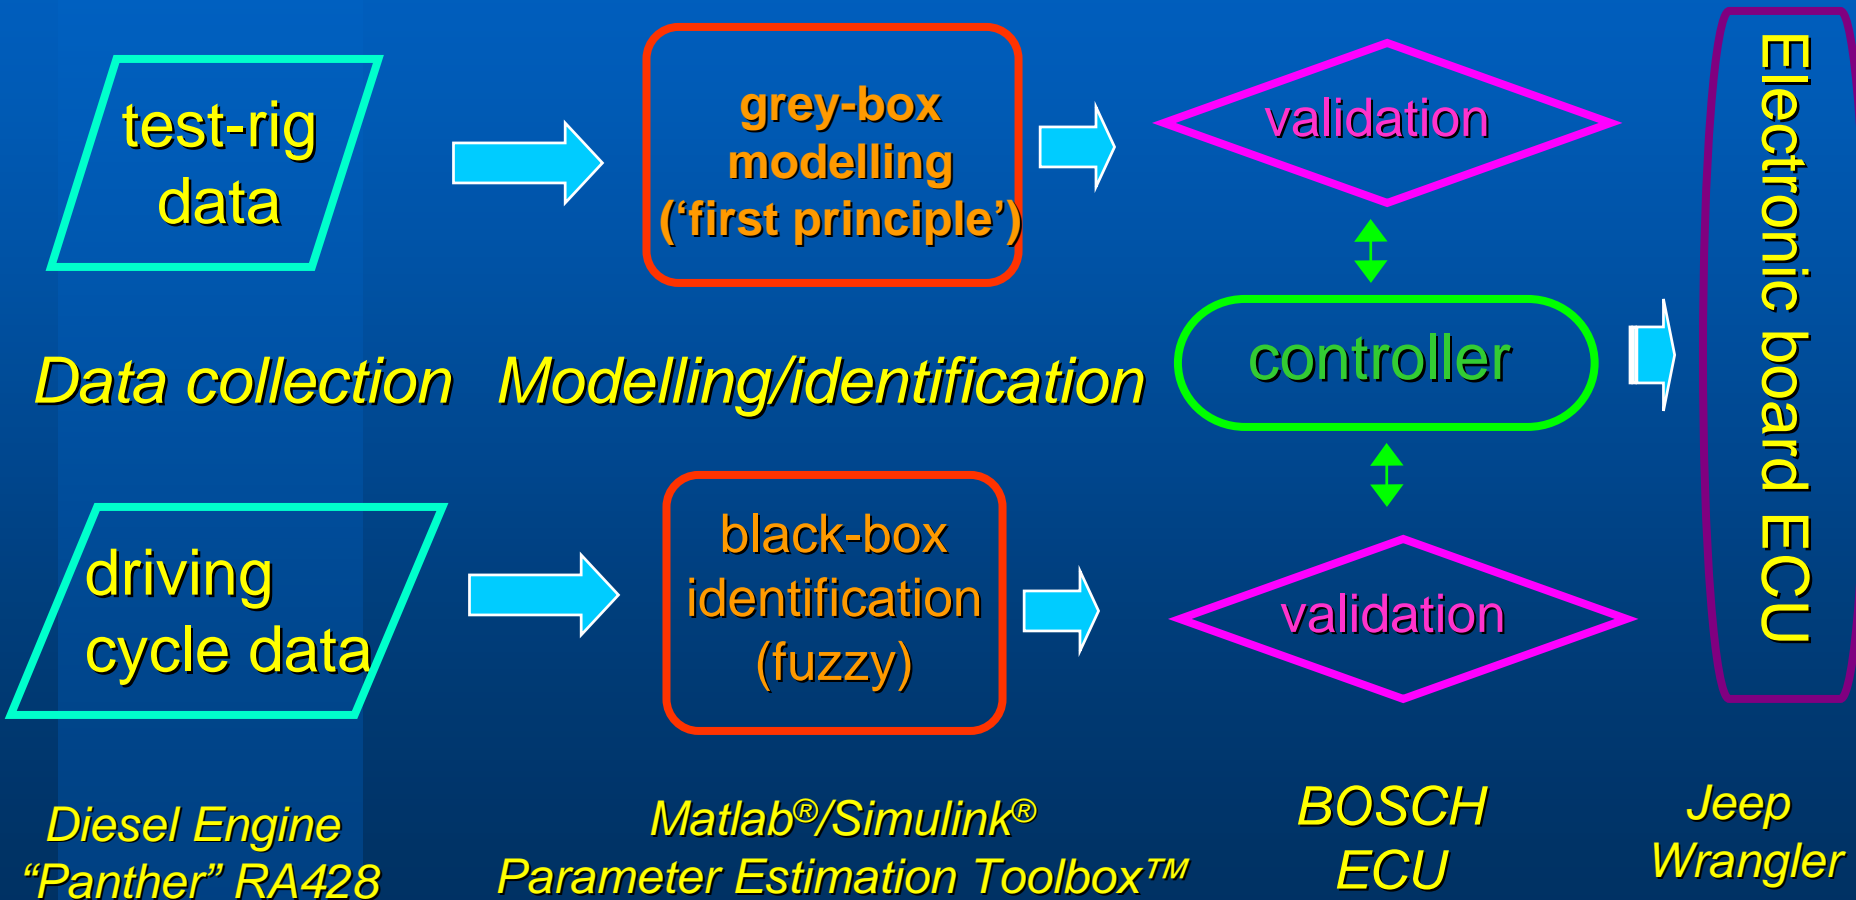 test-rig
data
grey-box
modelling
(‘first principle’)
validation
Electronic board ECU
controller
Data collection
Modelling/identification
driving
cycle data
black-box
identification
(fuzzy)
validation
Diesel Engine
“Panther” RA428
Matlab®/Simulink®
Parameter Estimation Toolbox™
BOSCH
ECU
Jeep
Wrangler